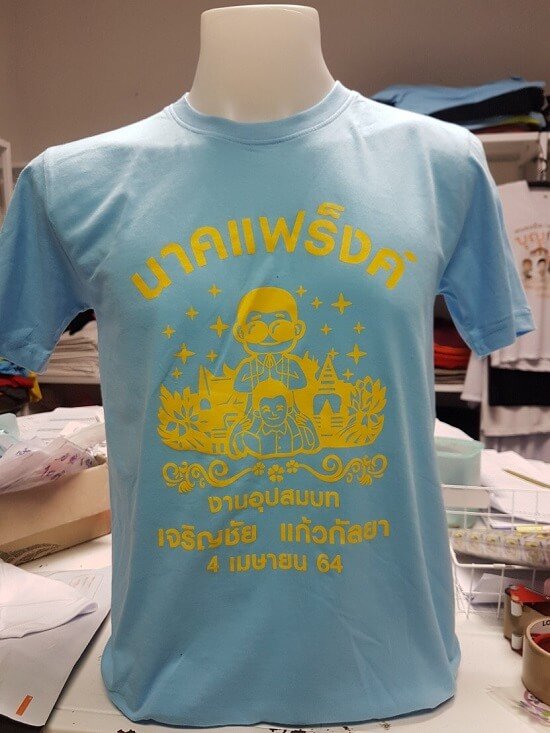 นาคแฟร็งค์
งานอุปสมบท
เจริญชัย แก้วกัลยา
4 เมษายน 64